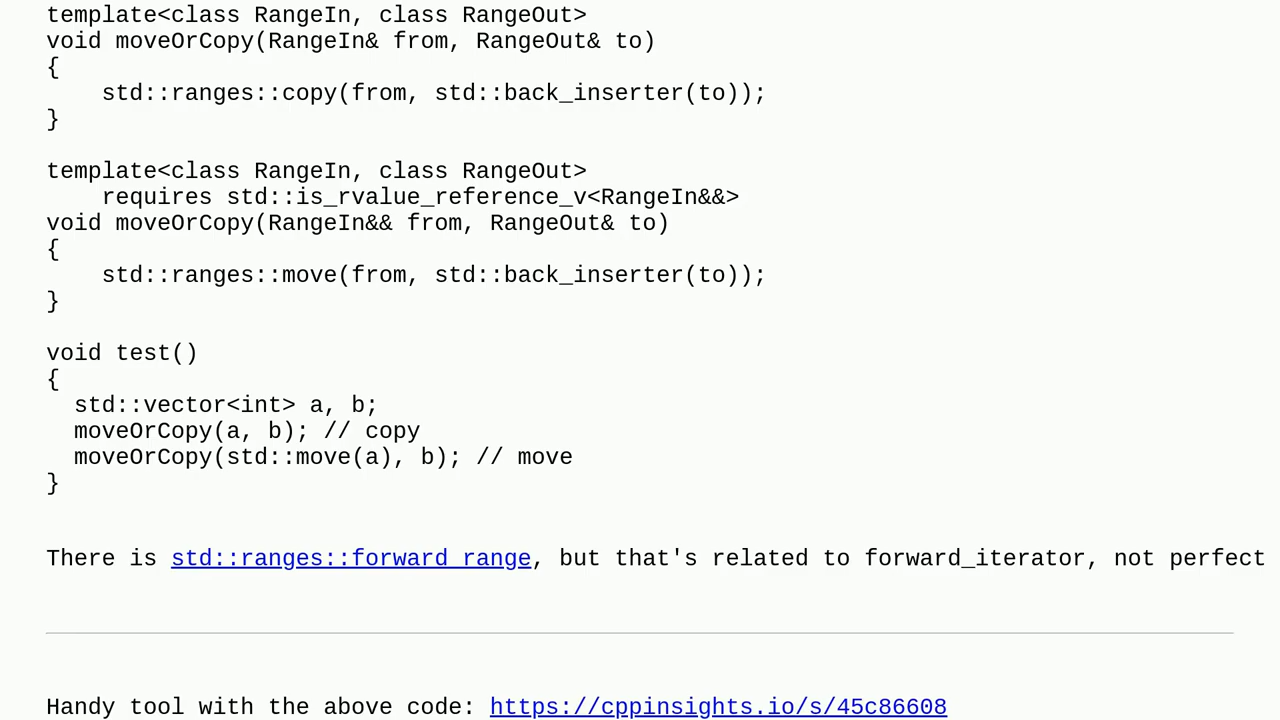 template<class RangeIn, class RangeOut>
void moveOrCopy(RangeIn& from, RangeOut& to)
{
    std::ranges::copy(from, std::back_inserter(to));
}

template<class RangeIn, class RangeOut>
    requires std::is_rvalue_reference_v<RangeIn&&>
void moveOrCopy(RangeIn&& from, RangeOut& to)
{
    std::ranges::move(from, std::back_inserter(to));
}

void test()
{
  std::vector<int> a, b;
  moveOrCopy(a, b); // copy
  moveOrCopy(std::move(a), b); // move
}

There is std::ranges::forward_range, but that's related to forward_iterator, not perfect

Handy tool with the above code: https://cppinsights.io/s/45c86608